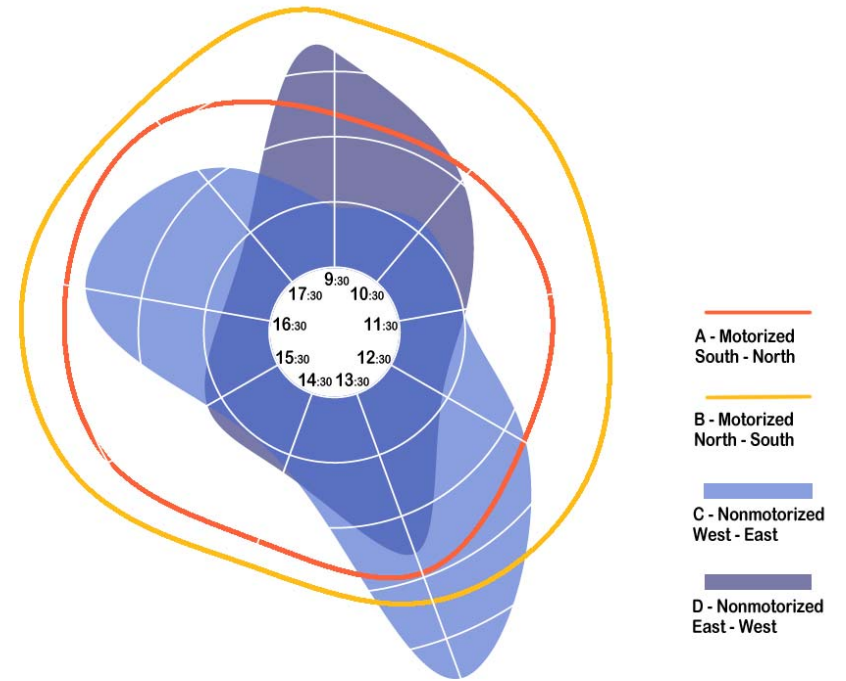 9:30
10:30
11:30
12:30
13:30
14:30
15:30
16:30
17:30
A - Motorized
South - North
B - Motorized
North - South
C - Nonmotorized
West - East
D - Nonmotorized
East - West